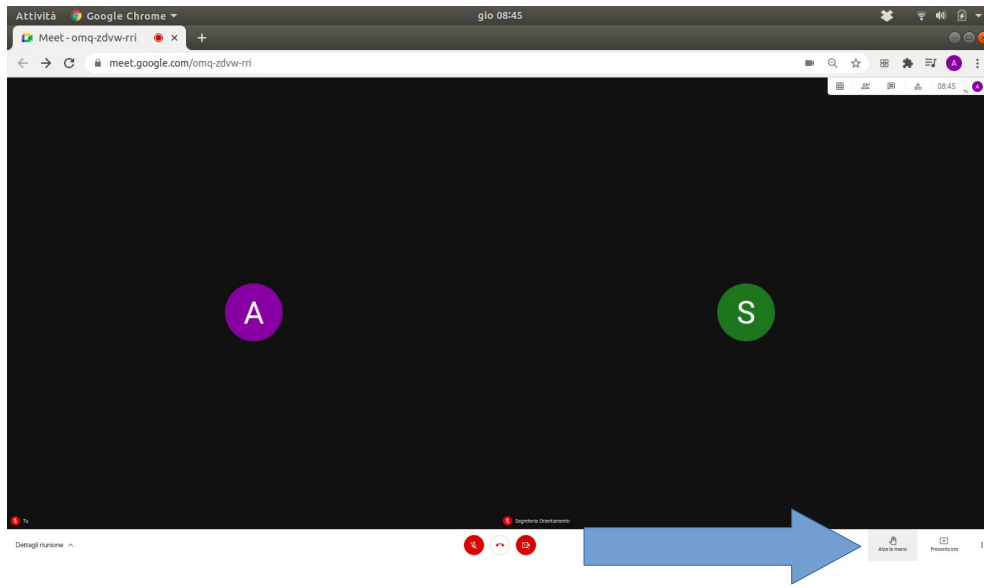 Attività Google Chrome gio 08:45
Meet - omq-zdvw-rri
meet.google.com/omq-zdvw-rri A
08:45 Tu A
A S
Tu Segreteria Orientamento
Dettagli riunione Alza la mano Presenta ora